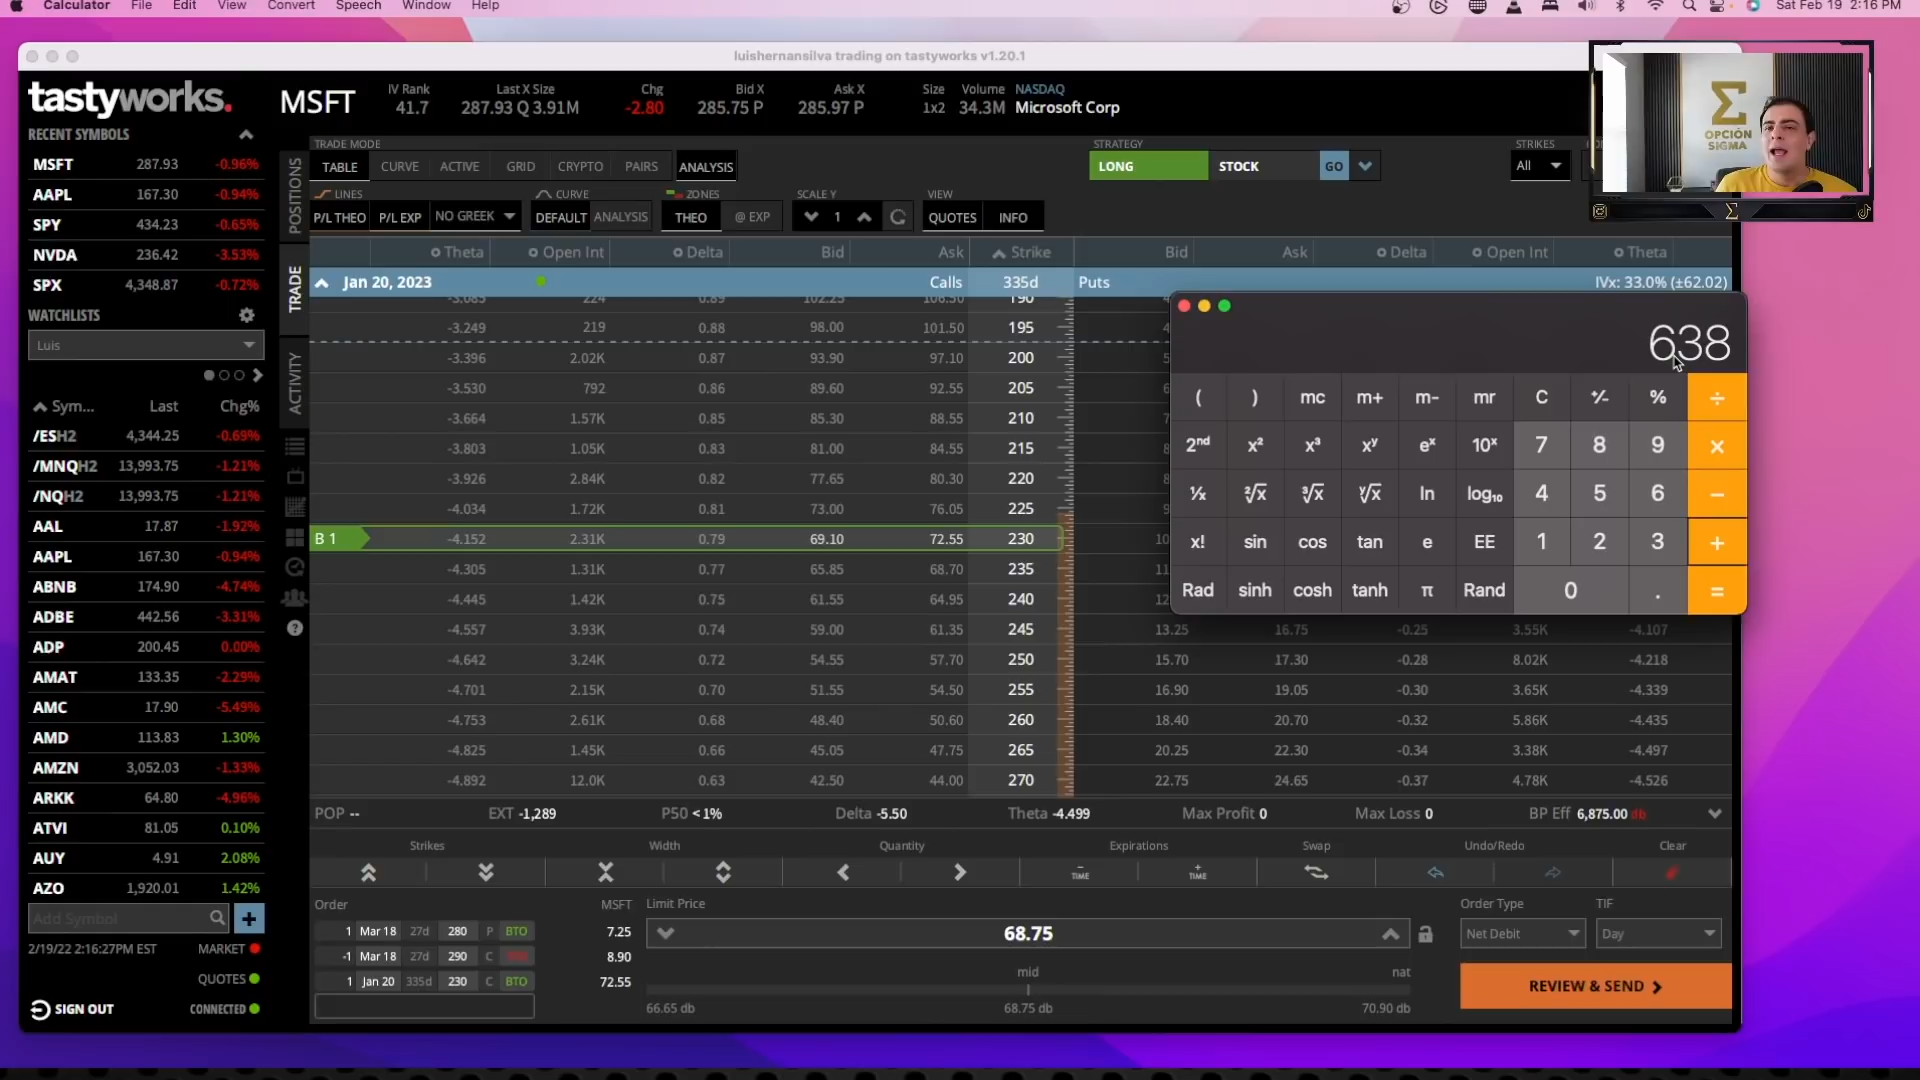 Calculator File Edit View Convert Speech Window Help
Sat Feb 19 2:16 PM
luishernansilva trading on tastyworks v1.20.1
tastyworks.
MSFT
IV Rank Last X Size Chg Bid X Ask X Size Volume NASDAQ
41.7 287.93 Q 3.91M -2.80 285.75 P 285.97 P 1x2 34.3M Microsoft Corp
OPCIÓN
SIGMA
RECENT SYMBOLS
MSFT 287.93 -0.96%
AAPL 167.30 -0.94%
SPY 434.23 -0.65%
NVDA 236.42 -3.53%
SPX 4,348.87 -0.72%
WATCHLISTS
Luis
Sym... Last Chg%
/ESH2 4,344.25 -0.69%
/MNQH2 13,993.75 -1.21%
/NQH2 13,993.75 -1.21%
AAL 17.87 -1.92%
AAPL 167.30 -0.94%
ABNB 174.90 -4.74%
ADBE 442.56 -3.31%
ADP 200.45 0.00%
AMAT 133.35 -2.29%
AMC 17.90 -5.49%
AMD 113.83 1.30%
AMZN 3,052.03 -1.33%
ARKK 64.80 -4.96%
ATVI 81.05 0.10%
AUY 4.91 2.08%
AZO 1,920.01 1.42%
Add Symbol
2/19/22 2:16:27PM EST MARKET
QUOTES
SIGN OUT CONNECTED
POSITIONS
TRADE
ACTIVITY
TRADE MODE STRATEGY STRIKES
TABLE CURVE ACTIVE GRID CRYPTO PAIRS ANALYSIS LONG STOCK GO All
LINES CURVE ZONES SCALE Y VIEW
P/L THEO P/L EXP NO GREEK DEFAULT ANALYSIS THEO @ EXP 1 QUOTES INFO
Theta Open Int Delta Bid Ask Strike Bid Ask Delta Open Int Theta
Jan 20, 2023 Calls 335d Puts IVx: 33.0% (±62.02)
-3.085 224 0.89 102.25 106.50 190
-3.249 219 0.88 98.00 101.50 195
-3.396 2.02K 0.87 93.90 97.10 200
-3.530 792 0.86 89.60 92.55 205
-3.664 1.57K 0.85 85.30 88.55 210
-3.803 1.05K 0.83 81.00 84.55 215
-3.926 2.84K 0.82 77.65 80.30 220
-4.034 1.72K 0.81 73.00 76.05 225
B 1 -4.152 2.31K 0.79 69.10 72.55 230
-4.305 1.31K 0.77 65.85 68.70 235
-4.445 1.42K 0.75 61.55 64.95 240
-4.557 3.93K 0.74 59.00 61.35 245 13.25 16.75 -0.25 3.55K -4.107
-4.642 3.24K 0.72 54.55 57.70 250 15.70 17.30 -0.28 8.02K -4.218
-4.701 2.15K 0.70 51.55 54.50 255 16.90 19.05 -0.30 3.65K -4.339
-4.753 2.61K 0.68 48.40 50.60 260 18.40 20.70 -0.32 5.86K -4.435
-4.825 1.45K 0.66 45.05 47.75 265 20.25 22.30 -0.34 3.38K -4.497
-4.892 12.0K 0.63 42.50 44.00 270 22.75 24.65 -0.37 4.78K -4.526
638
( ) mc m+ m- mr C +/- % ÷
2nd x² x³ xʸ eˣ 10ˣ 7 8 9 ×
1/x ²√x ³√x ʸ√x ln log₁₀ 4 5 6 −
x! sin cos tan e EE 1 2 3 +
Rad sinh cosh tanh π Rand 0 . =
POP -- EXT -1,289 P50 <1% Delta -5.50 Theta -4.499 Max Profit 0 Max Loss 0 BP Eff 6,875.00 db
Strikes Width Quantity Expirations Swap Undo/Redo Clear
TIME TIME
Order MSFT Limit Price Order Type TIF
1 Mar 18 27d 280 P BTO 7.25
-1 Mar 18 27d 290 C 8.90
1 Jan 20 335d 230 C BTO 72.55
68.75
Net Debit Day
mid nat
66.65 db 68.75 db 70.90 db
REVIEW & SEND